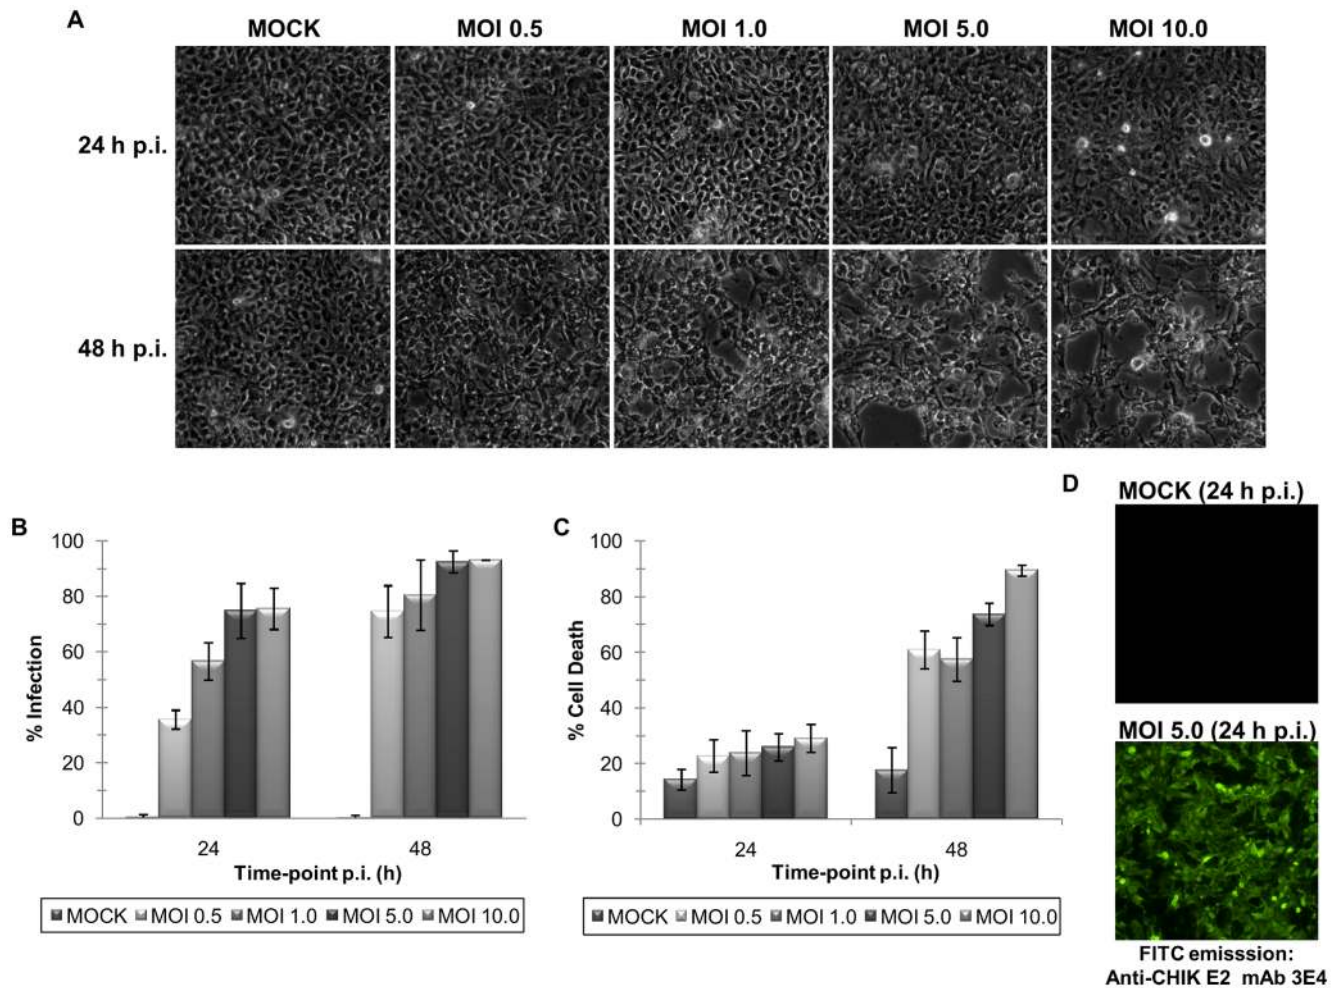 A
MOCK
MOI 0.5
MOI 1.0
MOI 5.0
MOI 10.0
24 h p.i.
48 h p.i.
B
% Infection
100
80
60
40
20
0
24
48
Time-point p.i. (h)
MOCK MOI 0.5 MOI 1.0 MOI 5.0 MOI 10.0
C
% Cell Death
100
80
60
40
20
0
24
48
Time-point p.i. (h)
MOCK MOI 0.5 MOI 1.0 MOI 5.0 MOI 10.0
D
MOCK (24 h p.i.)
MOI 5.0 (24 h p.i.)
FITC emisssion:
Anti-CHIK E2 mAb 3E4